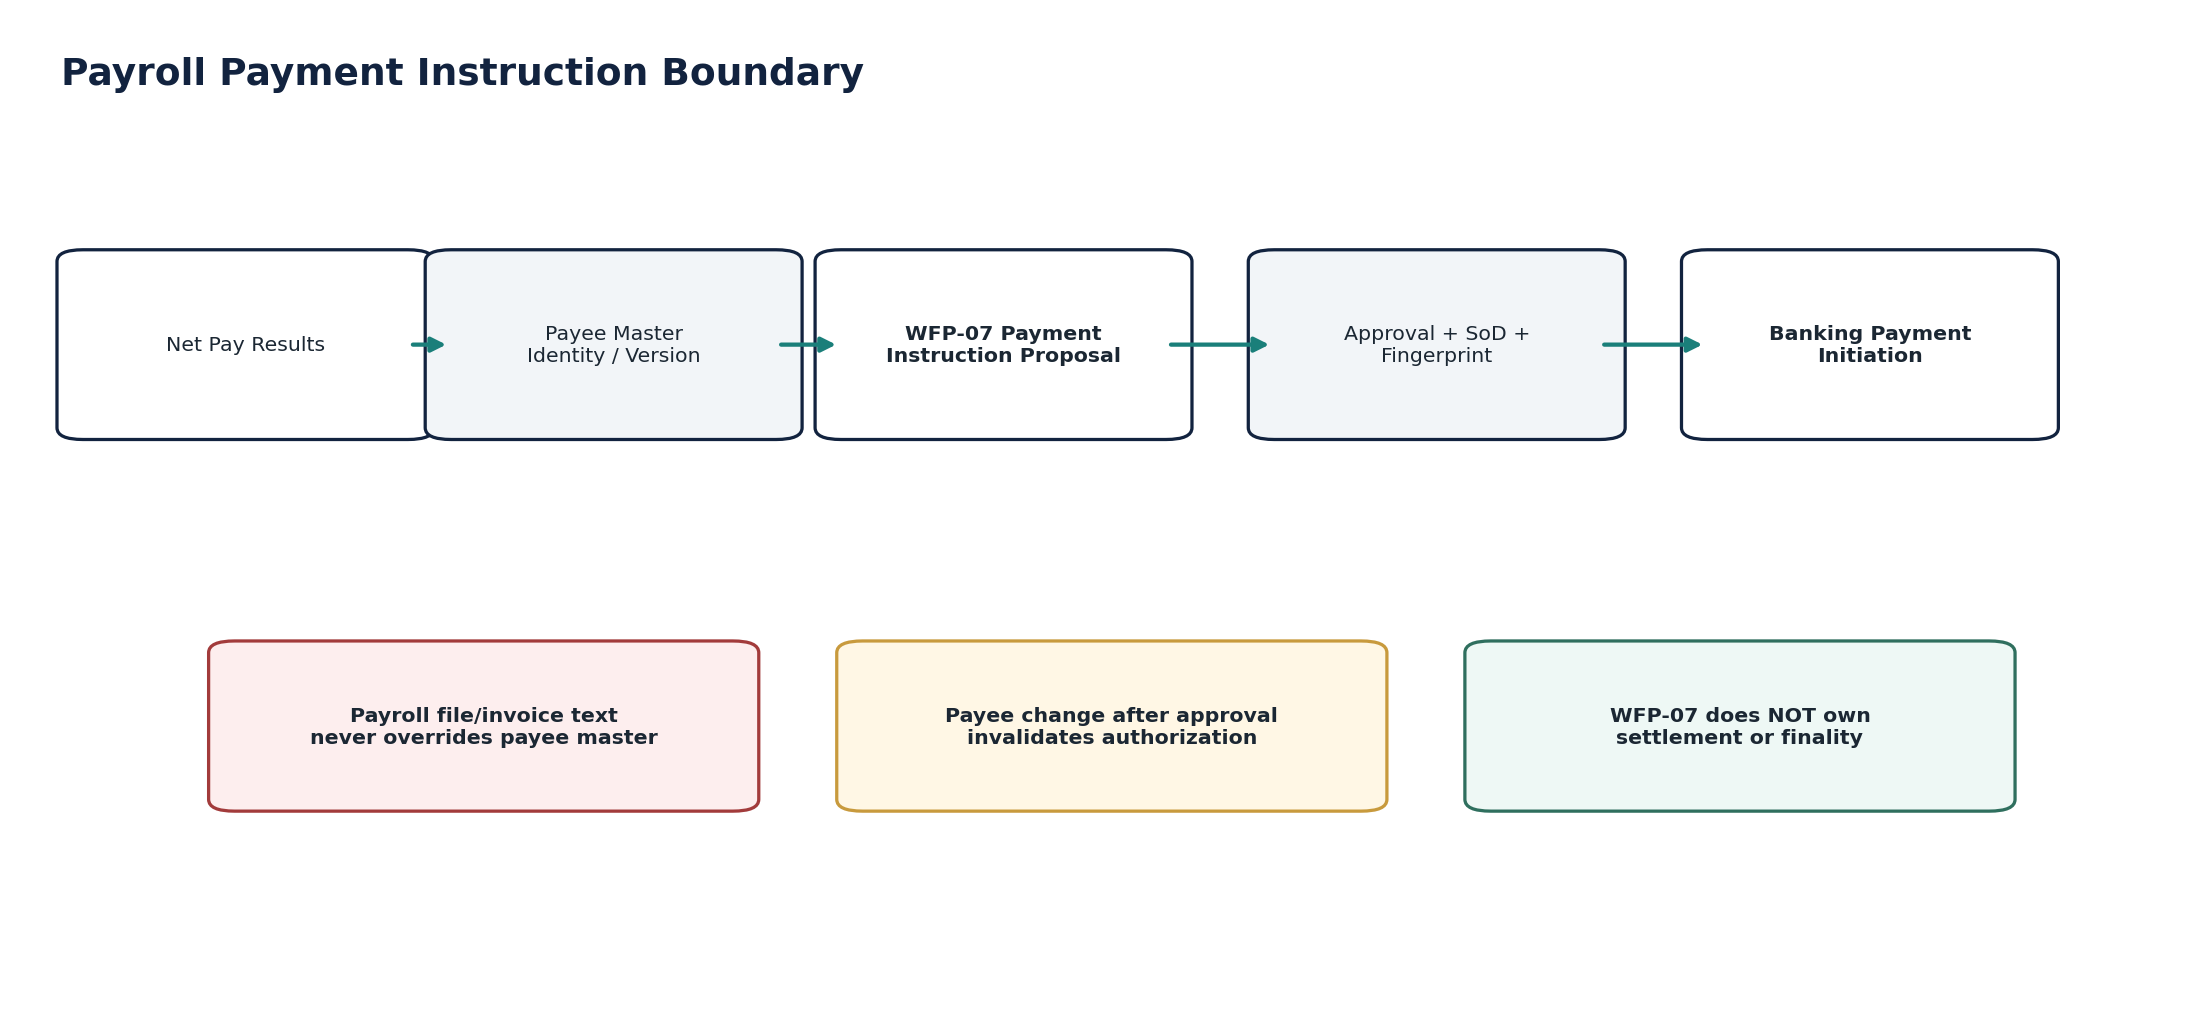 Payroll Payment Instruction Boundary
Net Pay Results
Payee Master
Identity / Version
WFP-07 Payment
Instruction Proposal
Approval + SoD +
Fingerprint
Banking Payment
Initiation
Payroll file/invoice text
never overrides payee master
Payee change after approval
invalidates authorization
WFP-07 does NOT own
settlement or finality